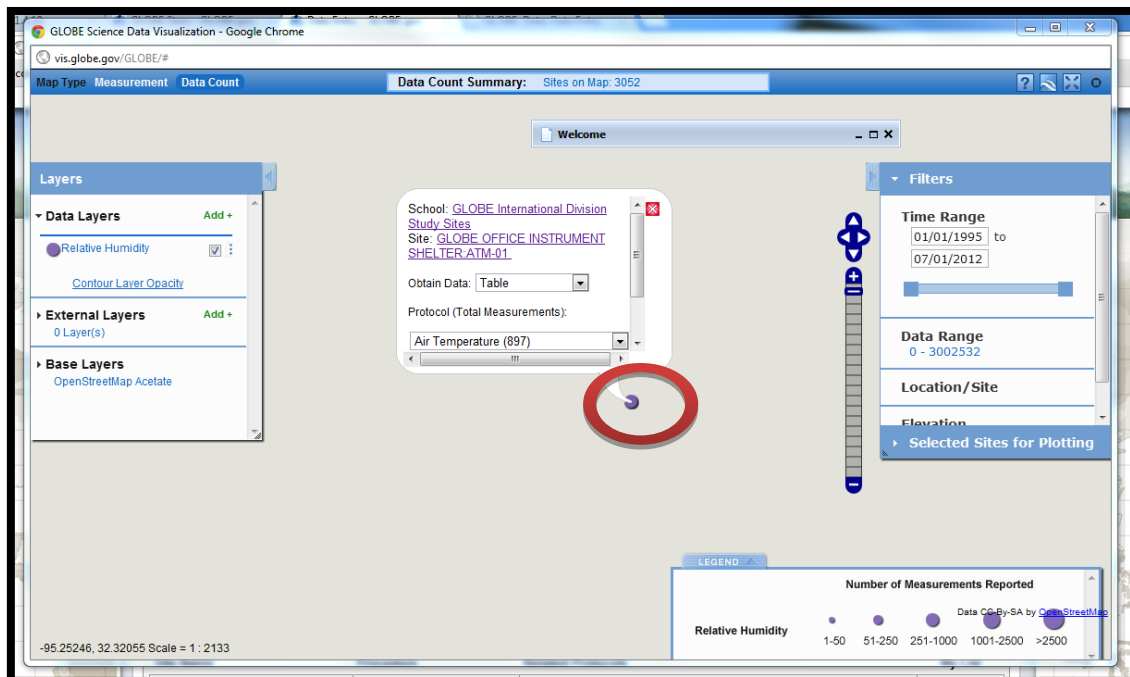 GLOBE Science Data Visualization - Google Chrome
vis.globe.gov/GLOBE/#
Map Type Measurement Data Count
Data Count Summary: Sites on Map: 3052
?
Welcome
Layers
Data Layers Add +
Relative Humidity
Contour Layer Opacity
External Layers Add +
0 Layer(s)
Base Layers
OpenStreetMap Acetate
School: GLOBE International Division
Study Sites
Site: GLOBE OFFICE INSTRUMENT
SHELTER:ATM-01
Obtain Data: Table
Protocol (Total Measurements):
Air Temperature (897)
Filters
Time Range
01/01/1995 to
07/01/2012
Data Range
0 - 3002532
Location/Site
Elevation
Selected Sites for Plotting
LEGEND
Number of Measurements Reported
Data CC-By-SA by OpenStreetMap
Relative Humidity
1-50 51-250 251-1000 1001-2500 >2500
-95.25246, 32.32055 Scale = 1 : 2133